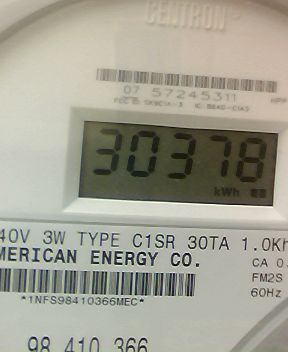 CENTRON
07 57245311
30378
kWh
40V 3W TYPE C1SR 30TA 1.0Kh
MERICAN ENERGY CO.
CA 0.
FM2S
60Hz
*1NFS98410366MEC*
98 410 366